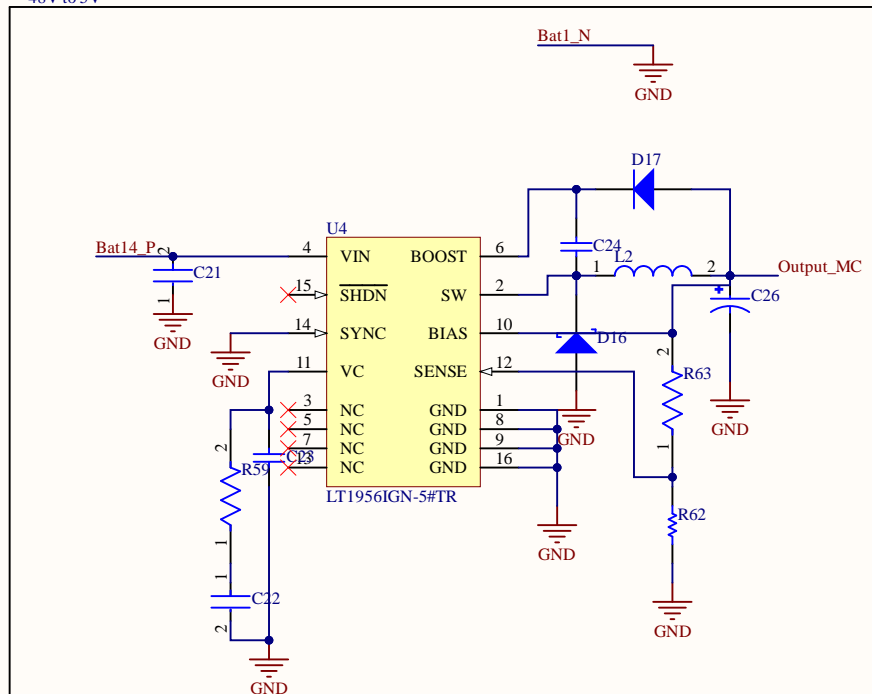 Bat1_N
GND
D17
U4
Bat14_P
2
C21
1
GND
4
VIN
BOOST
6
C24
L2
1
2
Output_MC
15
SHDN
SW
2
C26
14
SYNC
BIAS
10
D16
GND
11
VC
SENSE
12
2
R63
1
GND
3
NC
GND
1
5
NC
GND
8
7
NC
GND
9
13
NC
GND
16
GND
C23
2
R59
1
LT1956IGN-5#TR
R62
GND
GND
1
C22
2
GND